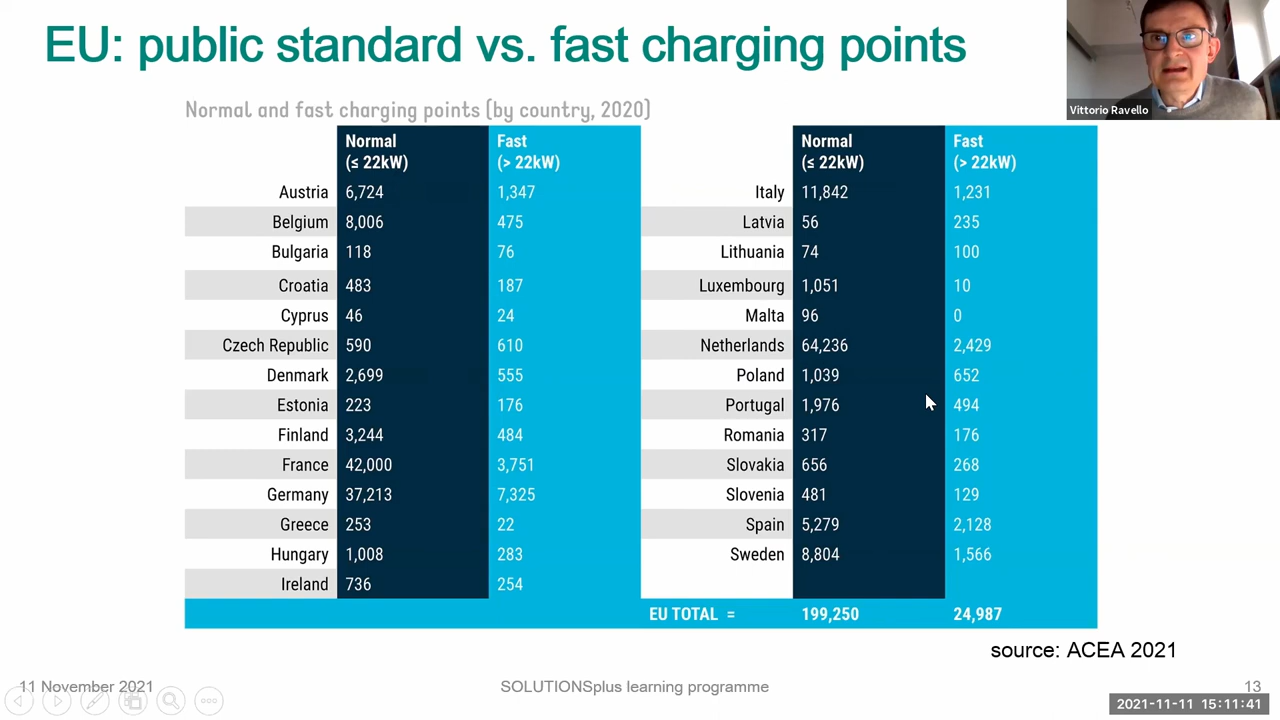 EU: public standard vs. fast charging points
Vittorio Ravello
Normal and fast charging points (by country, 2020)
Normal Fast
(≤ 22kW) (> 22kW)
Austria 6,724 1,347
Belgium 8,006 475
Bulgaria 118 76
Croatia 483 187
Cyprus 46 24
Czech Republic 590 610
Denmark 2,699 555
Estonia 223 176
Finland 3,244 484
France 42,000 3,751
Germany 37,213 7,325
Greece 253 22
Hungary 1,008 283
Ireland 736 254
Normal Fast
(≤ 22kW) (> 22kW)
Italy 11,842 1,231
Latvia 56 235
Lithuania 74 100
Luxembourg 1,051 10
Malta 96 0
Netherlands 64,236 2,429
Poland 1,039 652
Portugal 1,976 494
Romania 317 176
Slovakia 656 268
Slovenia 481 129
Spain 5,279 2,128
Sweden 8,804 1,566
EU TOTAL = 199,250 24,987
source: ACEA 2021
11 November 2021 SOLUTIONSplus learning programme 13
2021-11-11 15:11:41